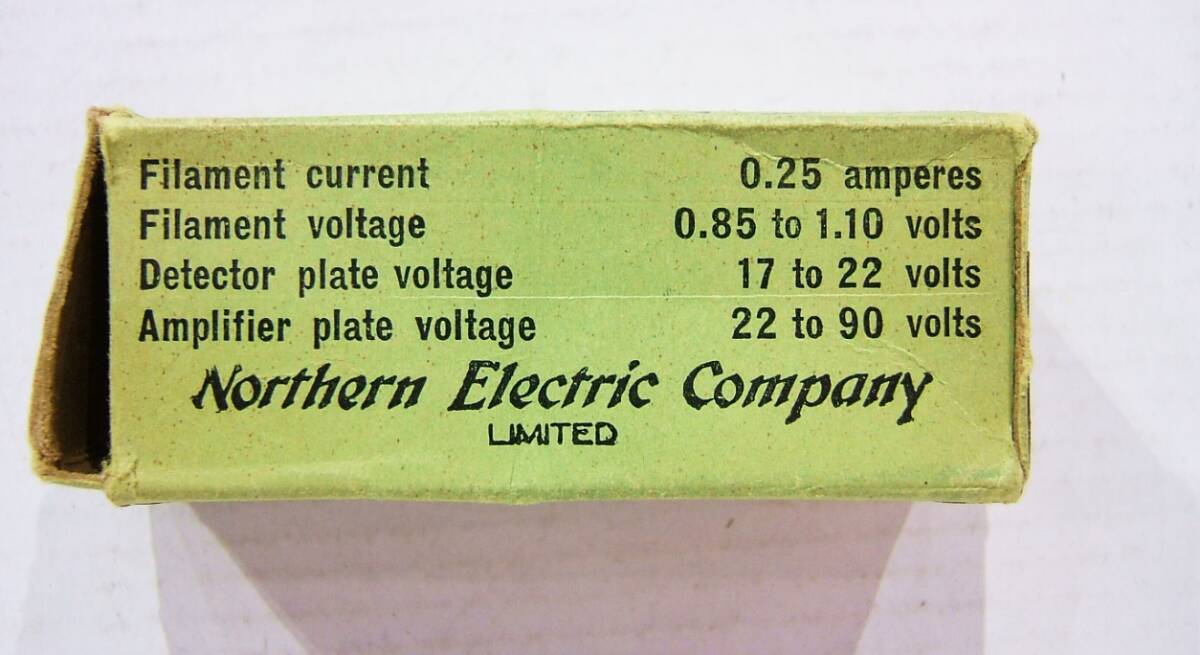 Filament current 0.25 amperes
Filament voltage 0.85 to 1.10 volts
Detector plate voltage 17 to 22 volts
Amplifier plate voltage 22 to 90 volts
Northern Electric Company
LIMITED